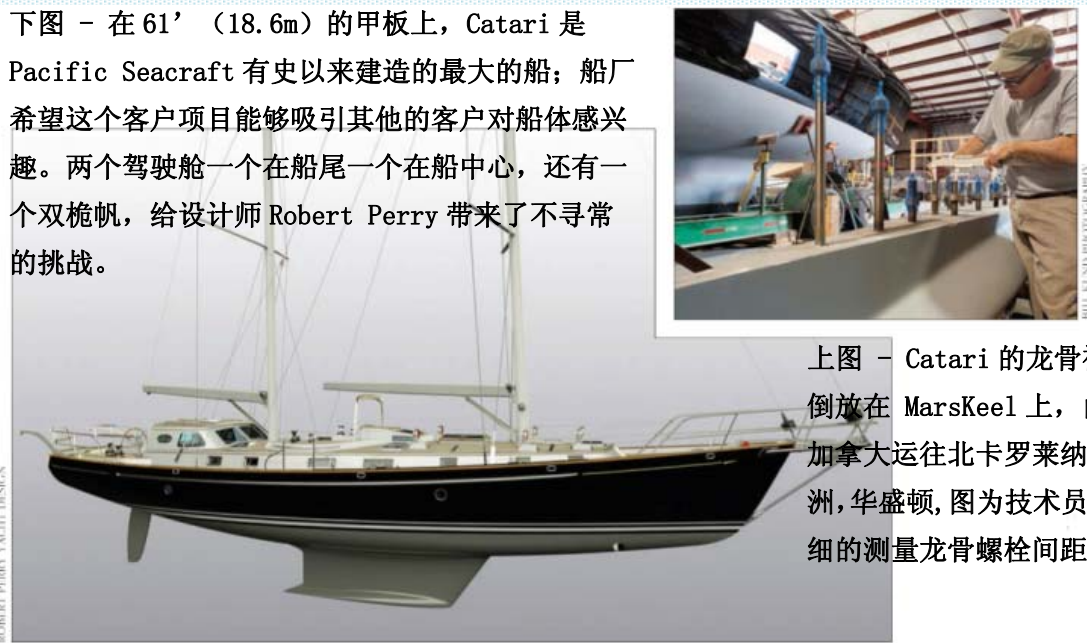 下图 - 在 61’（18.6m）的甲板上，Catari 是
Pacific Seacraft 有史以来建造的最大的船；船厂
希望这个客户项目能够吸引其他的客户对船体感兴
趣。两个驾驶舱一个在船尾一个在船中心，还有一
个双桅帆，给设计师 Robert Perry 带来了不寻常
的挑战。
上图 - Catari 的龙骨
倒放在 MarsKeel 上，
加拿大运往北卡罗莱纳
洲,华盛顿,图为技术员
细的测量龙骨螺栓间距
ROBERT PERRY YACHT DESIGN